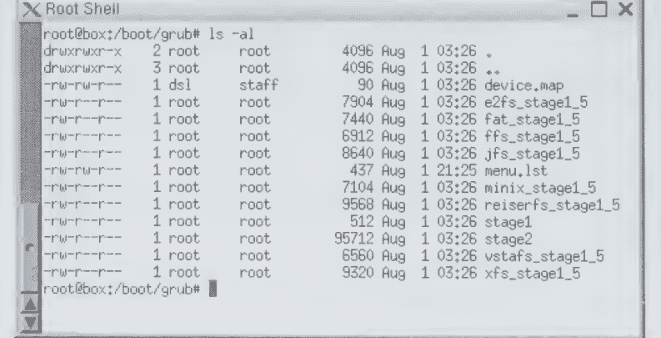 Root Shell
root@box:/boot/grub# ls -al
drwxrwxr-x 2 root root 4096 Aug 1 03:26 .
drwxrwxr-x 3 root root 4096 Aug 1 03:26 ..
-rw-rw-r-- 1 dsl staff 90 Aug 1 03:26 device.map
-rw-r--r-- 1 root root 7904 Aug 1 03:26 e2fs_stage1_5
-rw-r--r-- 1 root root 7440 Aug 1 03:26 fat_stage1_5
-rw-r--r-- 1 root root 6912 Aug 1 03:26 ffs_stage1_5
-rw-r--r-- 1 root root 8640 Aug 1 03:26 jfs_stage1_5
-rw-rw-r-- 1 root root 437 Aug 1 21:25 menu.lst
-rw-r--r-- 1 root root 7104 Aug 1 03:26 minix_stage1_5
-rw-r--r-- 1 root root 9568 Aug 1 03:26 reiserfs_stage1_5
-rw-r--r-- 1 root root 512 Aug 1 03:26 stage1
-rw-r--r-- 1 root root 95712 Aug 1 03:26 stage2
-rw-r--r-- 1 root root 6560 Aug 1 03:26 vstafs_stage1_5
-rw-r--r-- 1 root root 9320 Aug 1 03:26 xfs_stage1_5
root@box:/boot/grub#